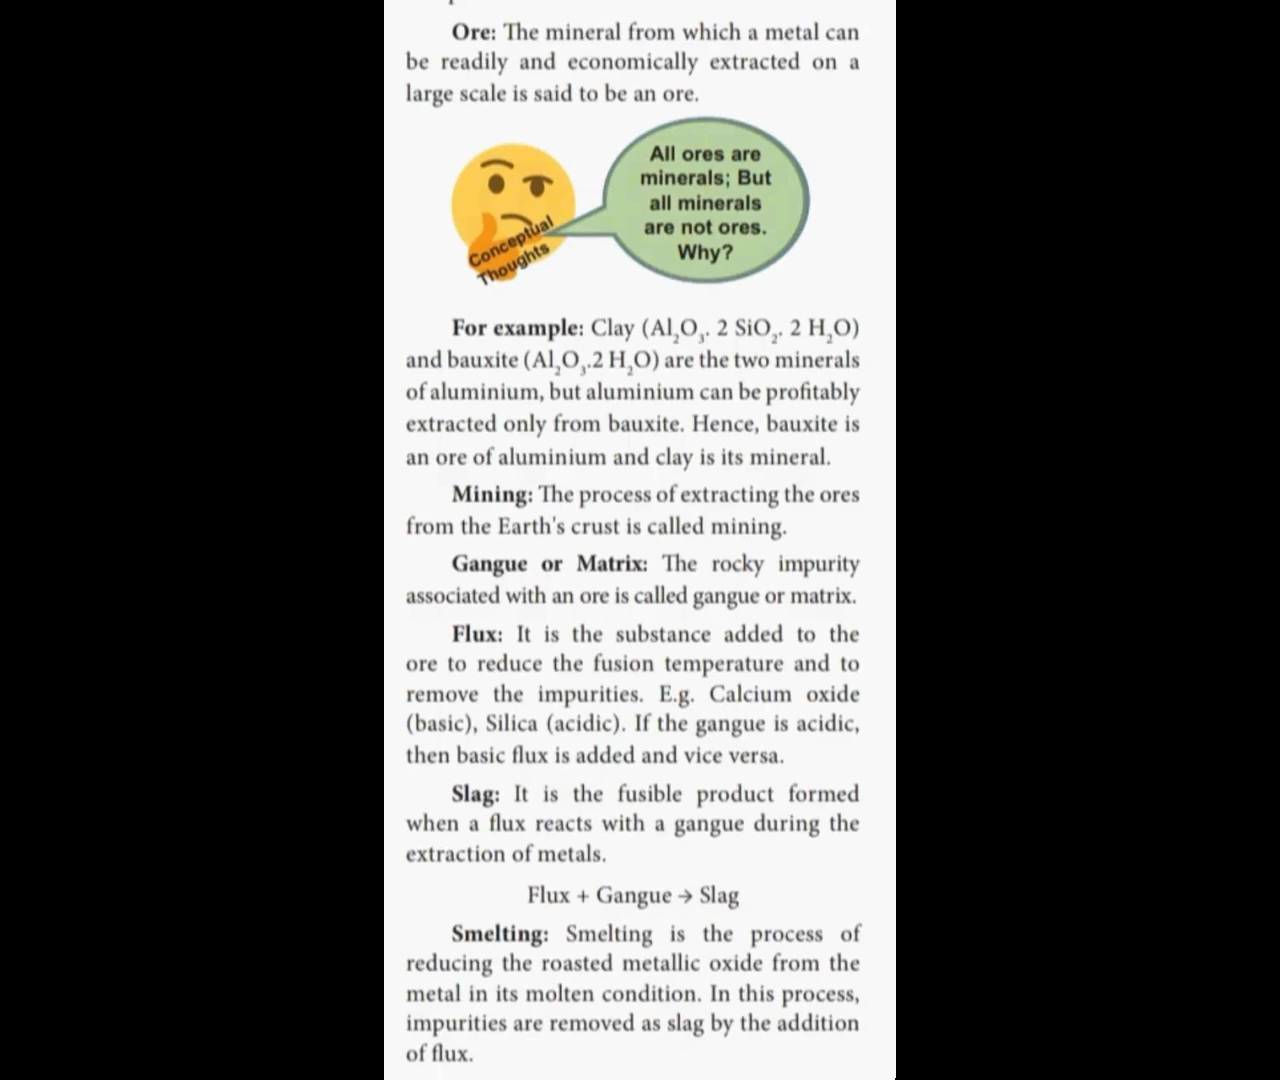 Ore: The mineral from which a metal can
be readily and economically extracted on a
large scale is said to be an ore.
All ores are
minerals; But
all minerals
are not ores.
Why?
Conceptual
Thoughts
For example: Clay (Al₂O₃. 2 SiO₂. 2 H₂O)
and bauxite (Al₂O₃.2 H₂O) are the two minerals
of aluminium, but aluminium can be profitably
extracted only from bauxite. Hence, bauxite is
an ore of aluminium and clay is its mineral.
Mining: The process of extracting the ores
from the Earth's crust is called mining.
Gangue or Matrix: The rocky impurity
associated with an ore is called gangue or matrix.
Flux: It is the substance added to the
ore to reduce the fusion temperature and to
remove the impurities. E.g. Calcium oxide
(basic), Silica (acidic). If the gangue is acidic,
then basic flux is added and vice versa.
Slag: It is the fusible product formed
when a flux reacts with a gangue during the
extraction of metals.
Flux + Gangue → Slag
Smelting: Smelting is the process of
reducing the roasted metallic oxide from the
metal in its molten condition. In this process,
impurities are removed as slag by the addition
of flux.